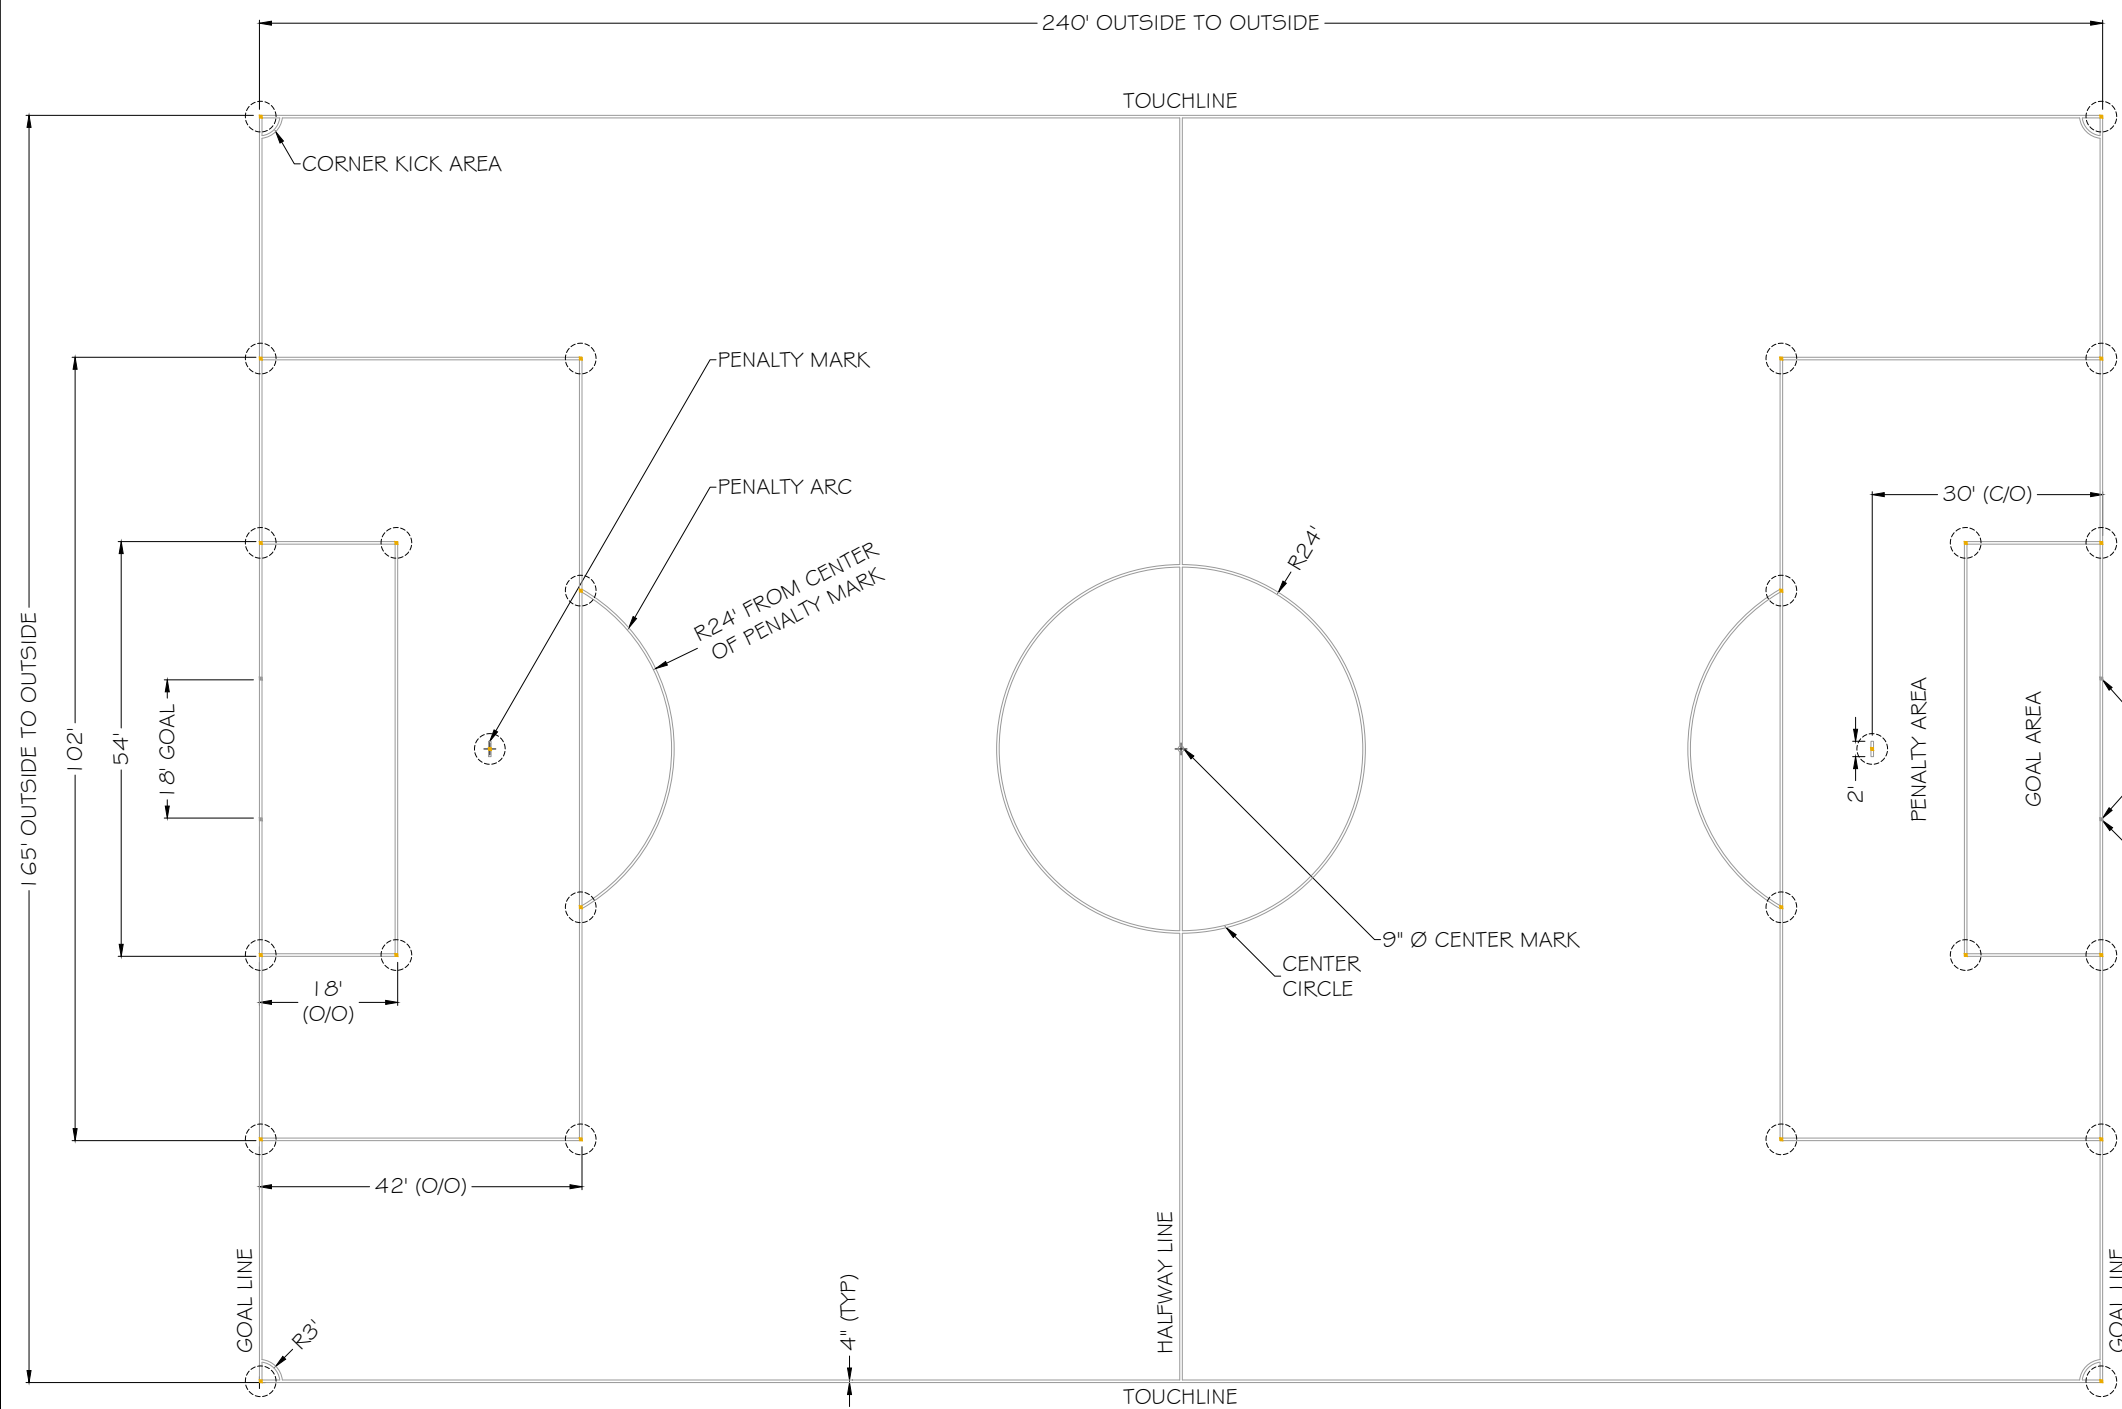 240' OUTSIDE TO OUTSIDE
TOUCHLINE
CORNER KICK AREA
PENALTY MARK
PENALTY ARC
R24' FROM CENTER
OF PENALTY MARK
R24'
30' (C/O)
165' OUTSIDE TO OUTSIDE
102'
54'
18' GOAL
2'
PENALTY AREA
GOAL AREA
9" Ø CENTER MARK
CENTER
CIRCLE
18'
(O/O)
42' (O/O)
GOAL LINE
R3'
4" (TYP)
HALFWAY LINE
GOAL LINE
TOUCHLINE